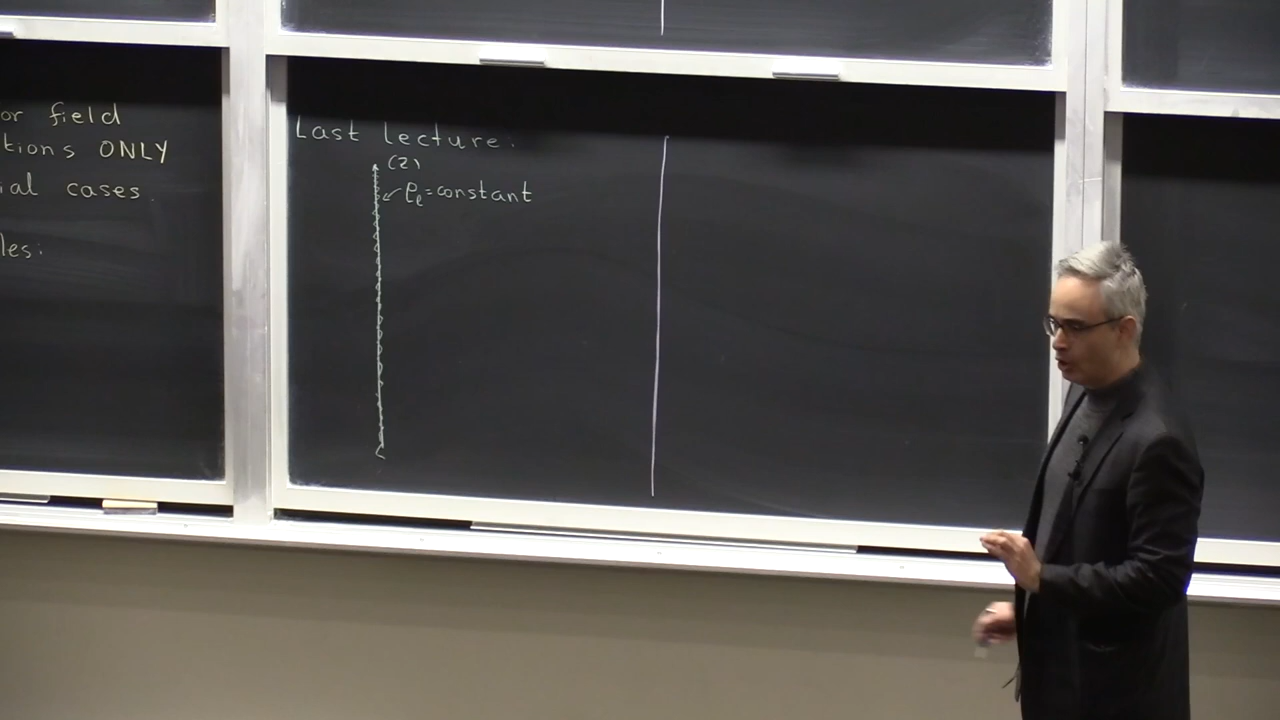 or field
tions ONLY
ial cases.
les:
Last lecture.
(z)
ρℓ=constant